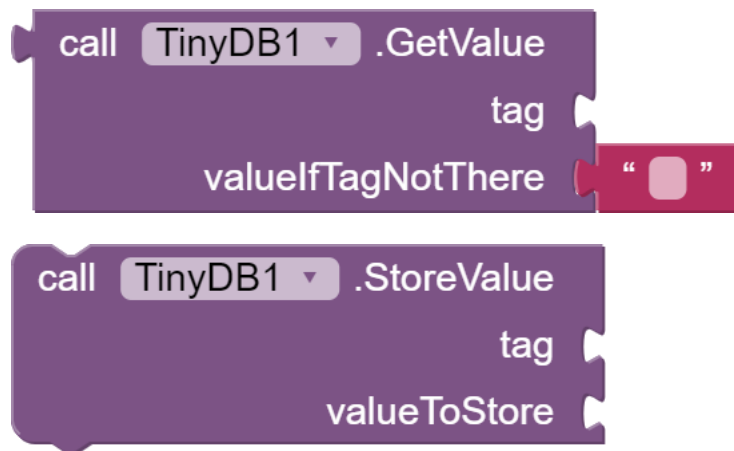 call TinyDB1 .GetValue
tag
valueIfTagNotThere “ ”
call TinyDB1 .StoreValue
tag
valueToStore